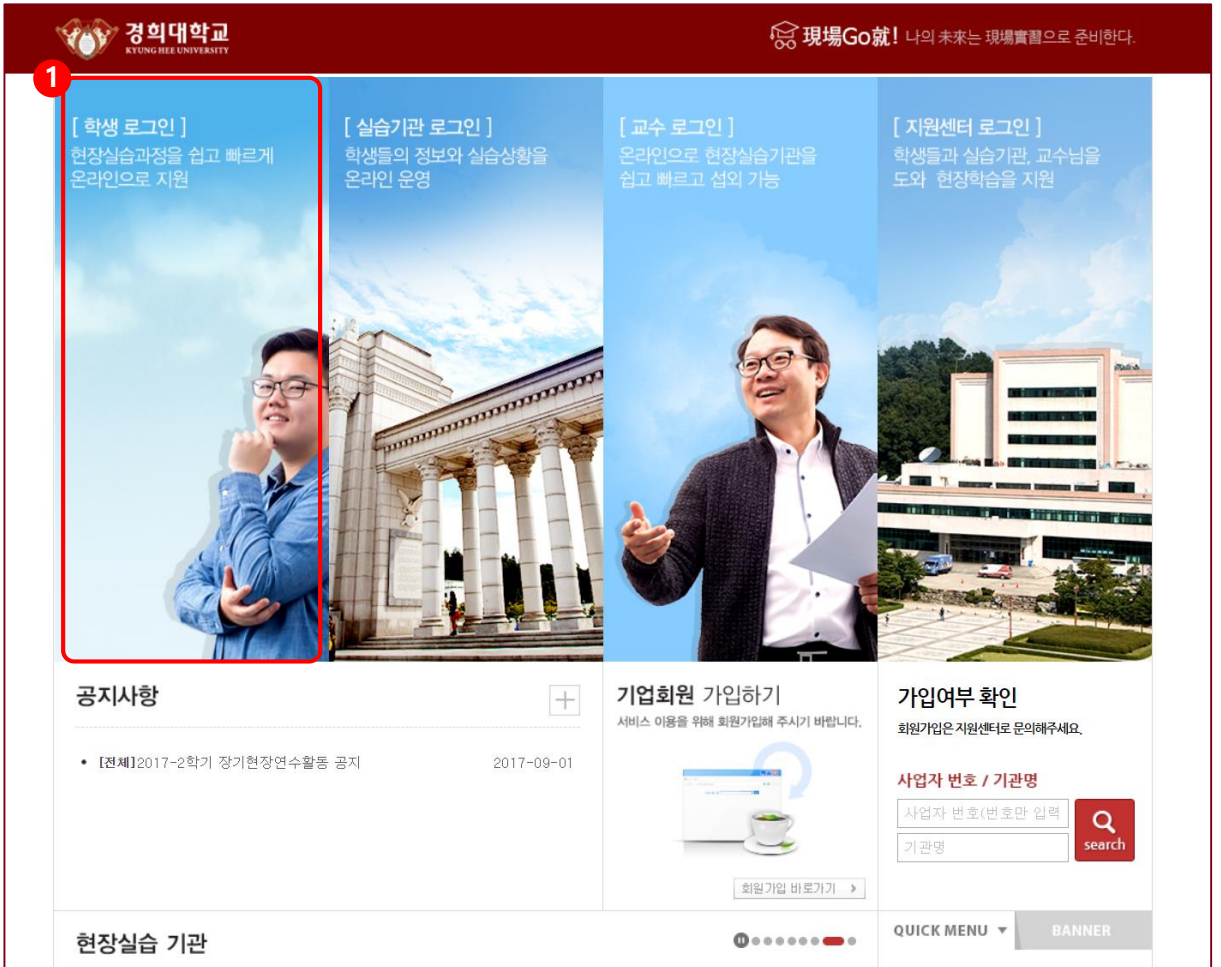 경희대학교
KYUNG HEE UNIVERSITY
現場Go就! 나의 未來는 現場實習으로 준비한다.
1
[ 학생 로그인 ]
현장실습과정을 쉽고 빠르게
온라인으로 지원
[ 실습기관 로그인 ]
학생들의 정보와 실습상황을
온라인 운영
[ 교수 로그인 ]
온라인으로 현장실습기관을
쉽고 빠르고 섭외 기능
[ 지원센터 로그인 ]
학생들과 실습기관, 교수님을
도와 현장학습을 지원
공지사항
• [전체]2017-2학기 장기현장연수활동 공지 2017-09-01
기업회원 가입하기
서비스 이용을 위해 회원가입해 주시기 바랍니다.
회원가입 바로가기
가입여부 확인
회원가입은 지원센터로 문의해주세요.
사업자 번호 / 기관명
사업자 번호(번호만 입력
기관명
search
현장실습 기관
QUICK MENU ▼
BANNER